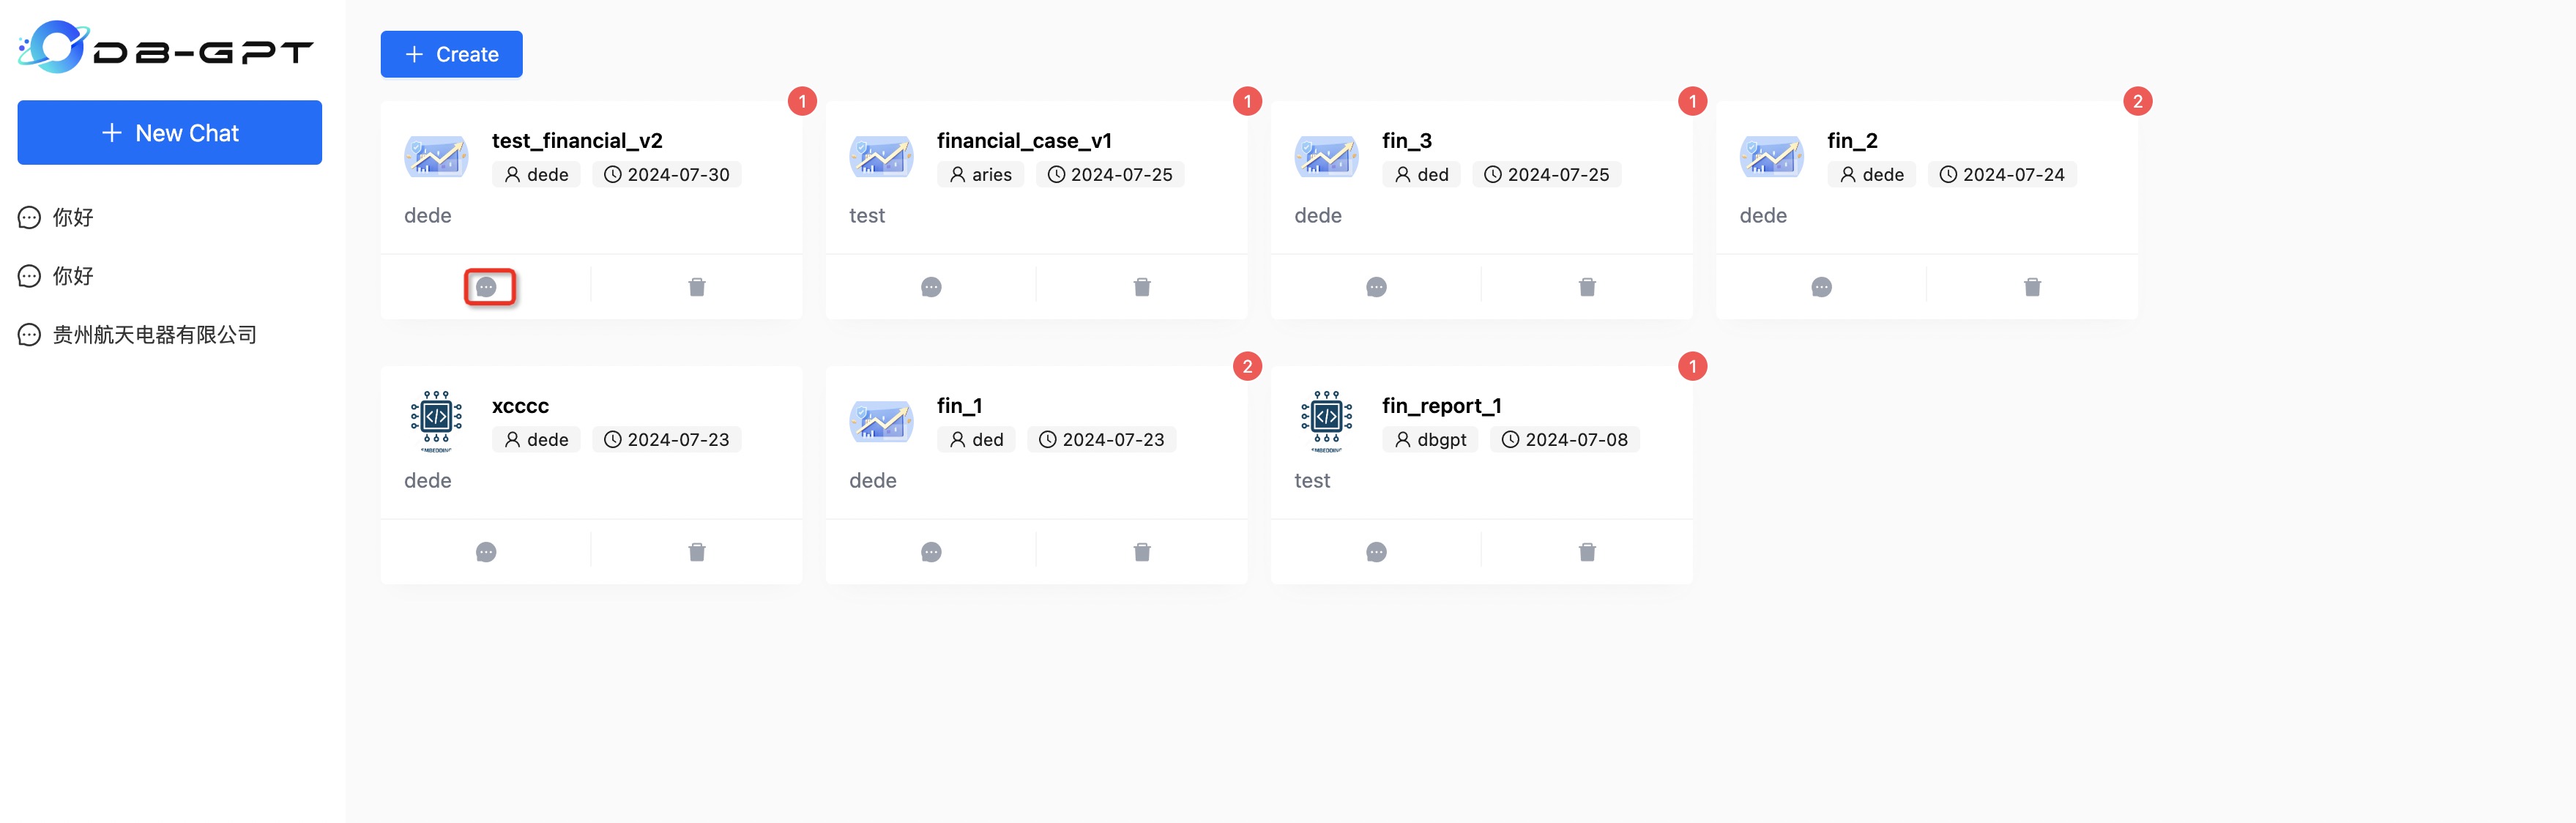 DB-GPT
+ New Chat
你好
你好
贵州航天电器有限公司
+ Create
1
test_financial_v2
dede
2024-07-30
dede
1
financial_case_v1
aries
2024-07-25
test
1
fin_3
ded
2024-07-25
dede
2
fin_2
dede
2024-07-24
dede
xcccc
dede
2024-07-23
dede
2
fin_1
ded
2024-07-23
dede
1
fin_report_1
dbgpt
2024-07-08
test